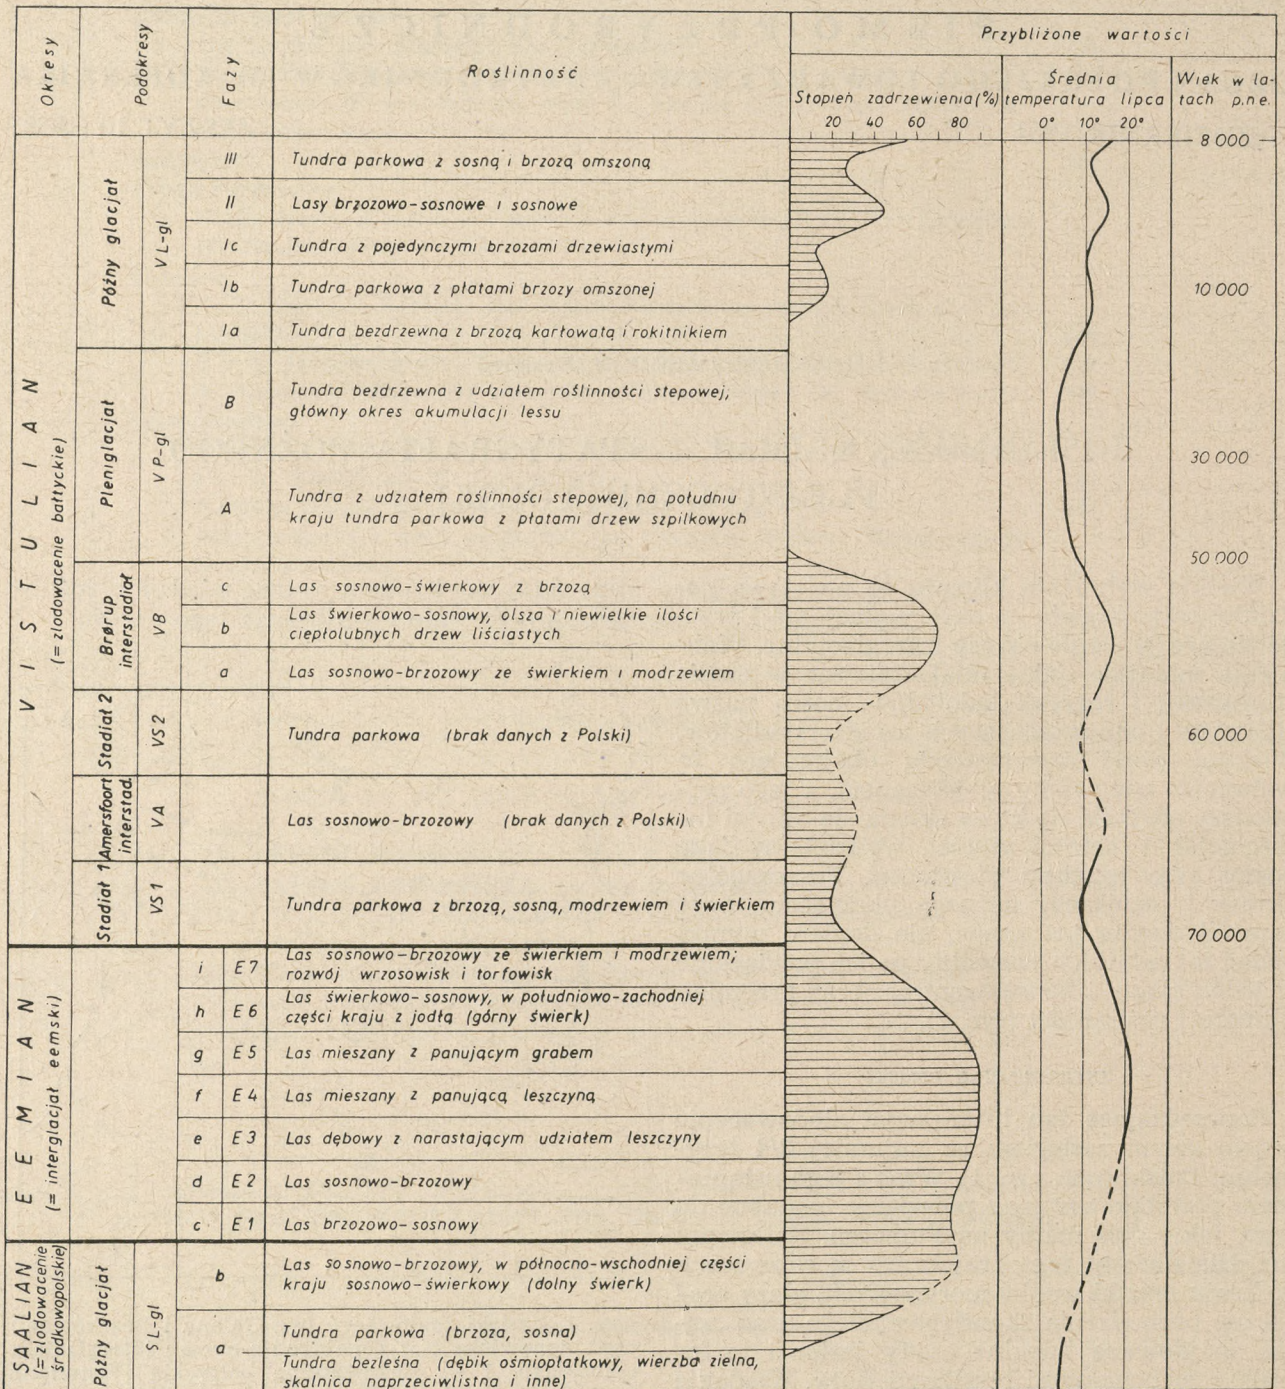 Okresy
Podokresy
Fazy
Roślinność
Przybliżone wartości
Stopień zadrzewienia (%)
20 40 60 80
Średnia
temperatura lipca
0° 10° 20°
Wiek w la-
tach p.n.e.
VISTULIAN
(= zlodowacenie bałtyckie)
Późny glacjał
VL-gl
III
Tundra parkowa z sosną i brzozą omszoną
8 000
II
Lasy brzozowo-sosnowe i sosnowe
Ic
Tundra z pojedynczymi brzozami drzewiastymi
Ib
Tundra parkowa z płatami brzozy omszonej
10 000
Ia
Tundra bezdrzewna z brzozą karłowatą i rokitnikiem
Pleniglacjał
VP-gl
B
Tundra bezdrzewna z udziałem roślinności stepowej,
główny okres akumulacji lessu
30 000
A
Tundra z udziałem roślinności stepowej, na południu
kraju tundra parkowa z płatami drzew szpilkowych
50 000
Brørup
interstadiał
VB
c
Las sosnowo-świerkowy z brzozą
b
Las świerkowo-sosnowy, olsza i niewielkie ilości
ciepłolubnych drzew liściastych
a
Las sosnowo-brzozowy ze świerkiem i modrzewiem
Stadiał 2
VS2
Tundra parkowa (brak danych z Polski)
60 000
Amersfoort
interstad.
VA
Las sosnowo-brzozowy (brak danych z Polski)
Stadiał 1
VS1
Tundra parkowa z brzozą, sosną, modrzewiem i świerkiem
70 000
EEMIAN
(= interglacjał eemski)
i
E7
Las sosnowo-brzozowy ze świerkiem i modrzewiem;
rozwój wrzosowisk i torfowisk
h
E6
Las świerkowo-sosnowy, w południowo-zachodniej
części kraju z jodłą (górny świerk)
g
E5
Las mieszany z panującym grabem
f
E4
Las mieszany z panującą leszczyną
e
E3
Las dębowy z narastającym udziałem leszczyny
d
E2
Las sosnowo-brzozowy
c
E1
Las brzozowo-sosnowy
SAALIAN
(= zlodowacenie
środkowopolskie)
Późny glacjał
SL-gl
b
Las sosnowo-brzozowy, w północno-wschodniej części
kraju sosnowo-świerkowy (dolny świerk)
a
Tundra parkowa (brzoza, sosna)
Tundra bezleśna (dębik ośmiopłatkowy, wierzba zielna,
skalnica naprzeciwlistna i inne)